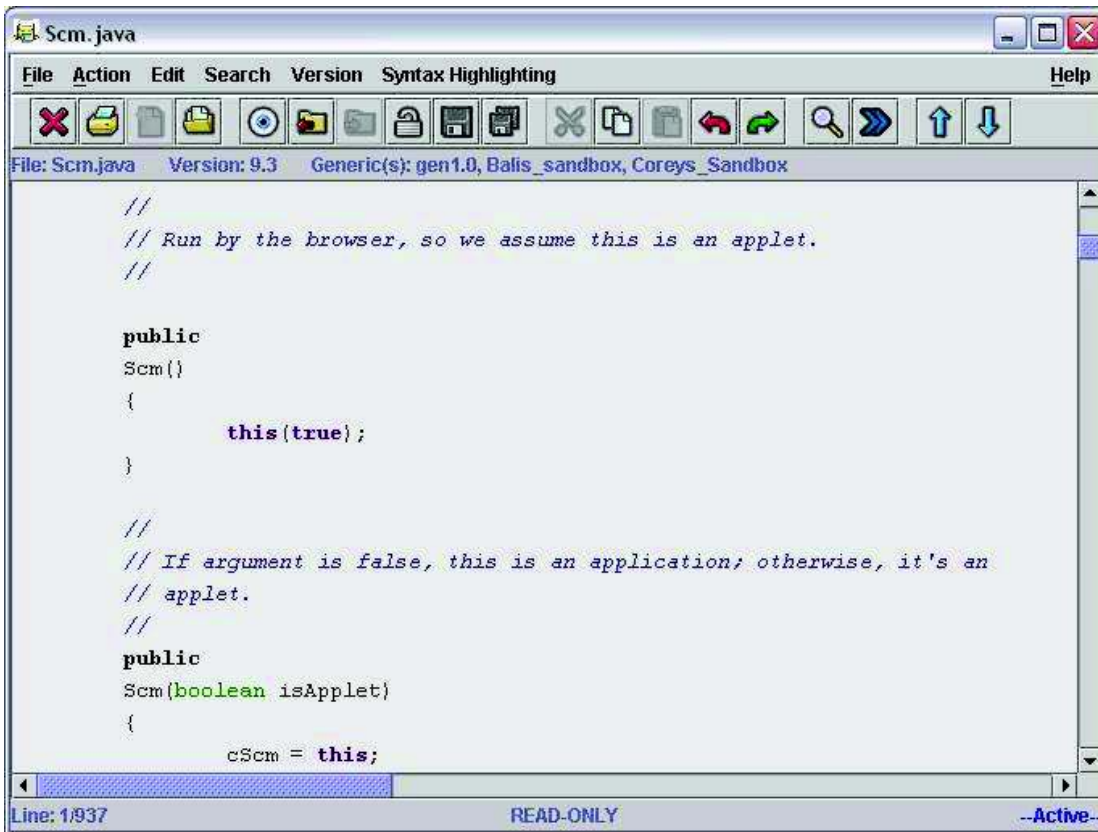 Scm.java
File Action Edit Search Version Syntax Highlighting Help
File: Scm.java Version: 9.3 Generic(s): gen1.0, Balis_sandbox, Coreys_Sandbox
//
// Run by the browser, so we assume this is an applet.
//
public
Scm()
{
this(true);
}
//
// If argument is false, this is an application; otherwise, it's an
// applet.
//
public
Scm(boolean isApplet)
{
cScm = this;
Line: 1/937 READ-ONLY --Active--